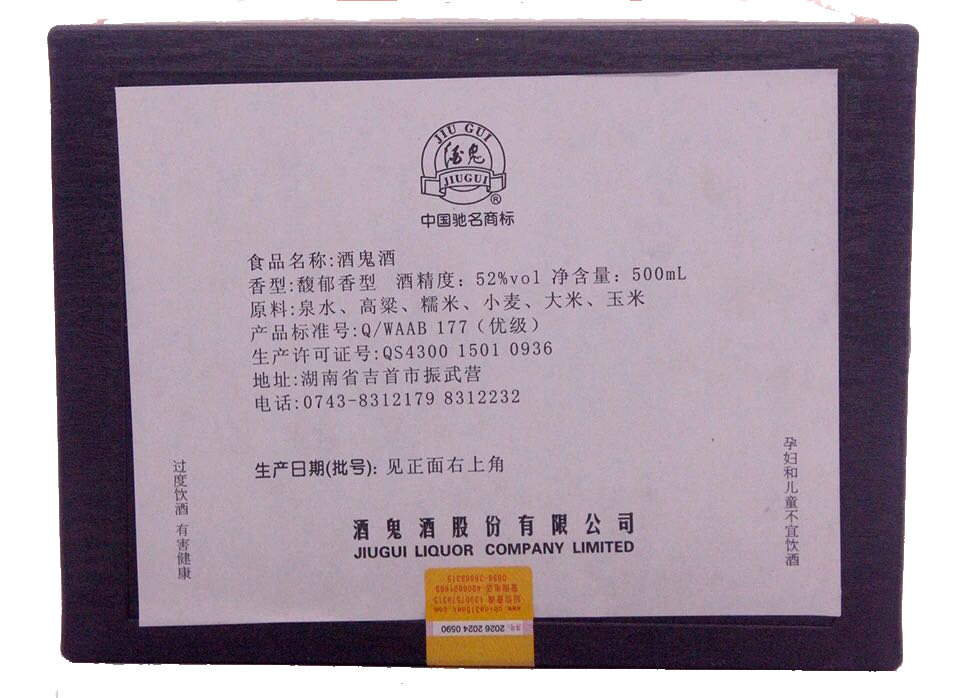 JIU GUI
酒鬼
JIUGUI
®
中国驰名商标
食品名称:酒鬼酒
香型:馥郁香型 酒精度: 52%vol 净含量: 500mL
原料:泉水、高粱、糯米、小麦、大米、玉米
产品标准号:Q/WAAB 177(优级)
生产许可证号:QS4300 1501 0936
地址:湖南省吉首市振武营
电话:0743-8312179 8312232
生产日期(批号): 见正面右上角
过度饮酒 有害健康
孕妇和儿童不宜饮酒
酒鬼酒股份有限公司
JIUGUI LIQUOR COMPANY LIMITED
2026 2024 0590
www.china315net.com